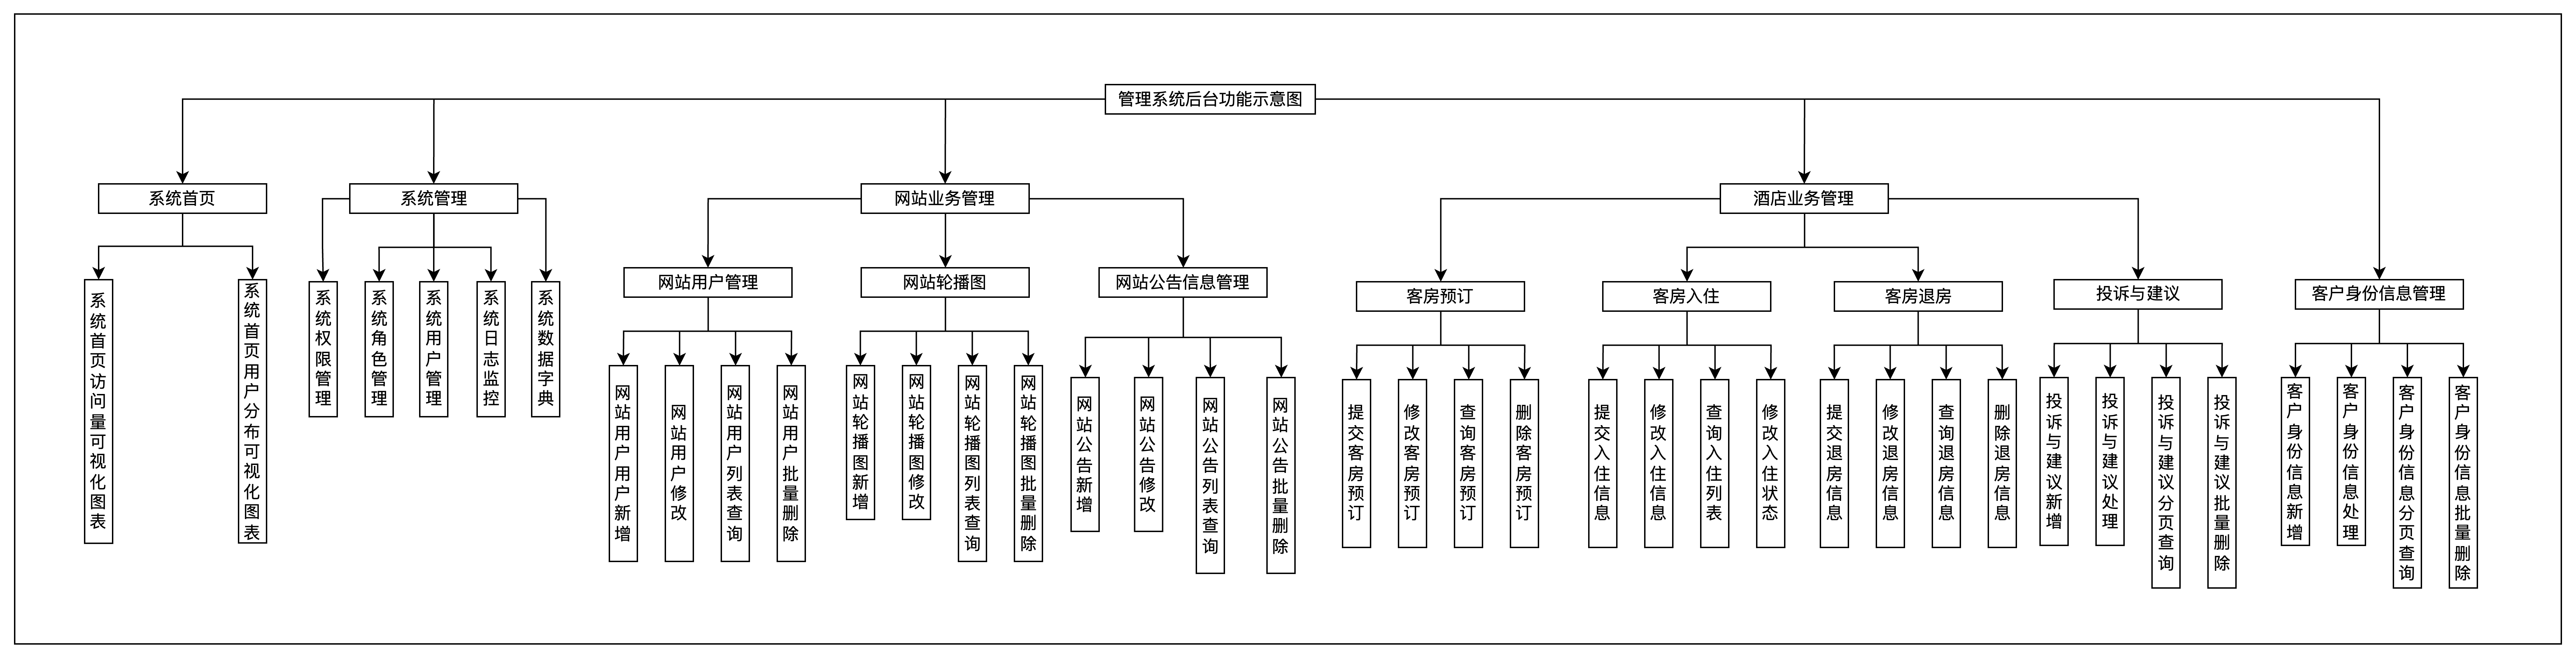 管理系统后台功能示意图
系统首页
系统管理
网站业务管理
酒店业务管理
网站用户管理
网站轮播图
网站公告信息管理
客房预订
客房入住
客房退房
投诉与建议
客户身份信息管理
系统首页访问量可视化图表
系统首页用户分布可视化图表
系统权限管理
系统角色管理
系统用户管理
系统日志监控
系统数据字典
网站用户用户新增
网站用户修改
网站用户列表查询
网站用户批量删除
网站轮播图新增
网站轮播图修改
网站轮播图列表查询
网站轮播图批量删除
网站公告新增
网站公告修改
网站公告列表查询
网站公告批量删除
提交客房预订
修改客房预订
查询客房预订
删除客房预订
提交入住信息
修改入住信息
查询入住列表
修改入住状态
提交退房信息
修改退房信息
查询退房信息
删除退房信息
投诉与建议新增
投诉与建议处理
投诉与建议分页查询
投诉与建议批量删除
客户身份信息新增
客户身份信息处理
客户身份信息分页查询
客户身份信息批量删除